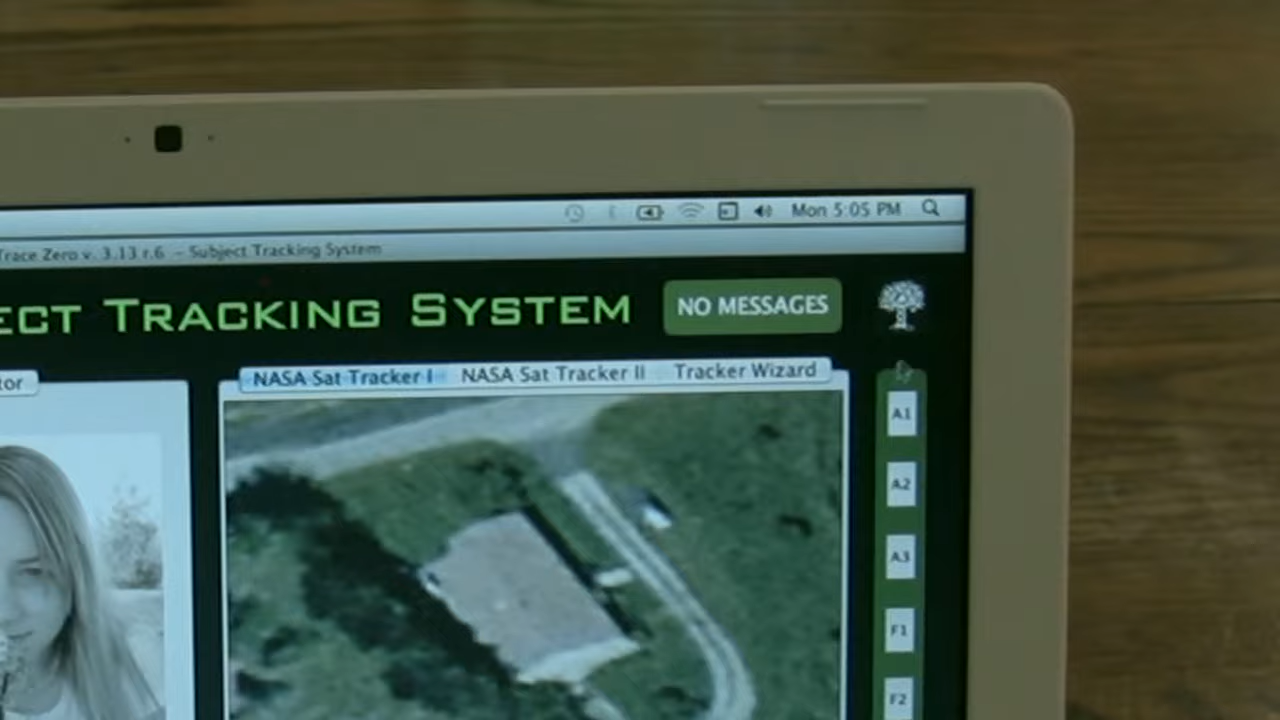 Mon 5:05 PM
Trace Zero v. 3.13 r.6 – Subject Tracking System
ECT TRACKING SYSTEM
NO MESSAGES
tor
NASA Sat Tracker I NASA Sat Tracker II Tracker Wizard
A1
A2
A3
F1
F2